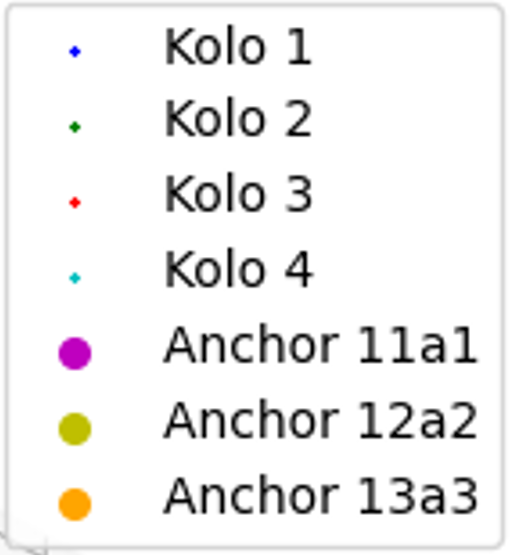 Kolo 1
Kolo 2
Kolo 3
Kolo 4
Anchor 11a1
Anchor 12a2
Anchor 13a3